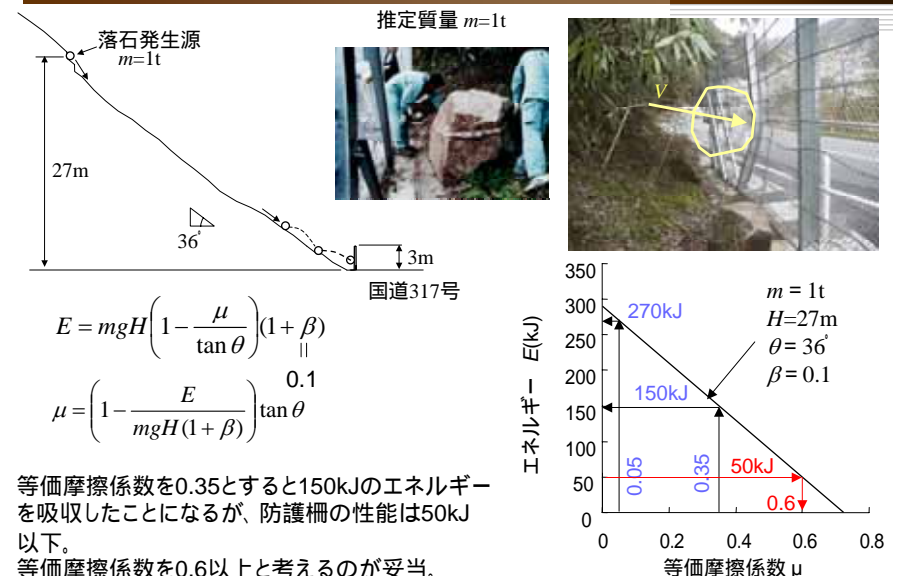 推定質量 m=1t
落石発生源
m=1t
27m
36°
3m
国道317号
V
E = mgH(1 − μ/tan θ)(1 + β)
||
0.1
μ = (1 − E/mgH(1 + β)) tan θ
等価摩擦係数を0.35とすると150kJのエネルギー
を吸収したことになるが、防護柵の性能は50kJ
以下。
等価摩擦係数を0.6以上と考えるのが妥当。
エネルギー E(kJ)
350
300
250
200
150
100
50
0
270kJ
150kJ
50kJ
0.05
0.35
0.6
m = 1t
H=27m
θ = 36°
β = 0.1
0 0.2 0.4 0.6 0.8
等価摩擦係数 μ